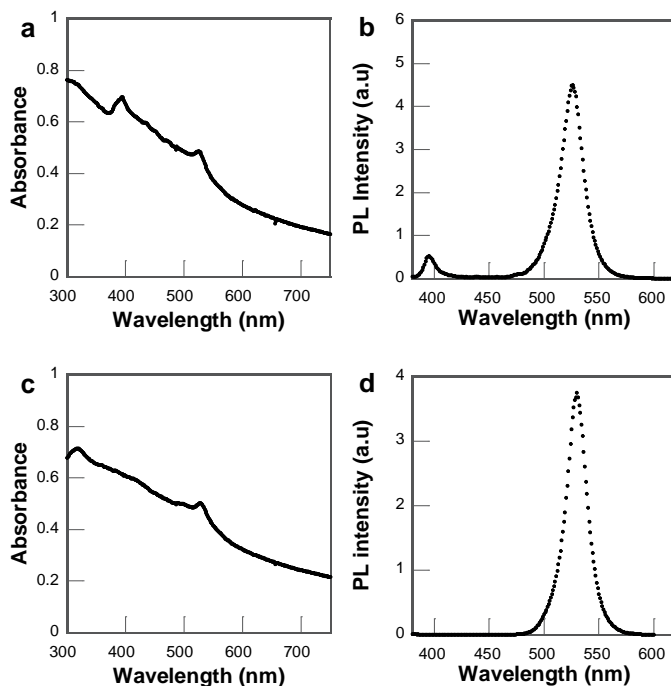 a
Absorbance
1
0.8
0.6
0.4
0.2
0
300 400 500 600 700
Wavelength (nm)
b
PL Intensity (a.u)
6
5
4
3
2
1
0
400 450 500 550 600
Wavelength (nm)
c
Absorbance
1
0.8
0.6
0.4
0.2
0
300 400 500 600 700
Wavelength (nm)
d
PL intensity (a.u)
4
3
2
1
0
400 450 500 550 600
Wavelength (nm)